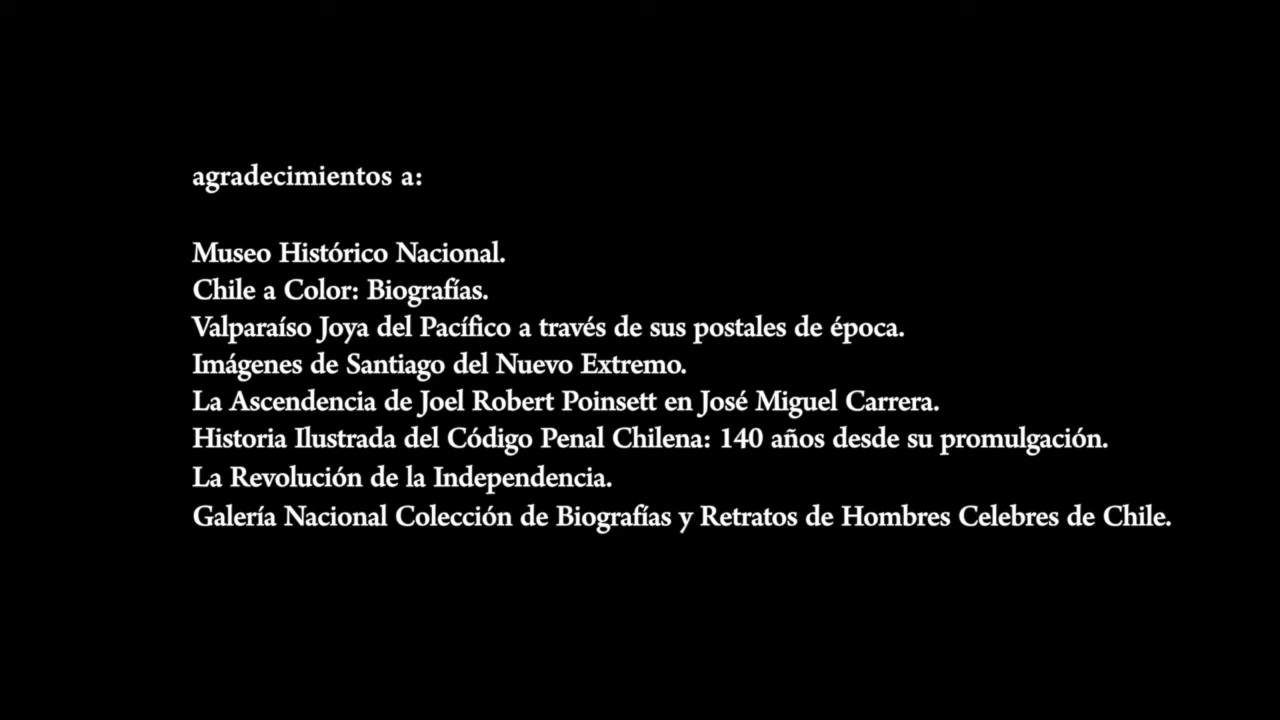 agradecimientos a:
Museo Histórico Nacional.
Chile a Color: Biografías.
Valparaíso Joya del Pacífico a través de sus postales de época.
Imágenes de Santiago del Nuevo Extremo.
La Ascendencia de Joel Robert Poinsett en José Miguel Carrera.
Historia Ilustrada del Código Penal Chilena: 140 años desde su promulgación.
La Revolución de la Independencia.
Galería Nacional Colección de Biografías y Retratos de Hombres Celebres de Chile.